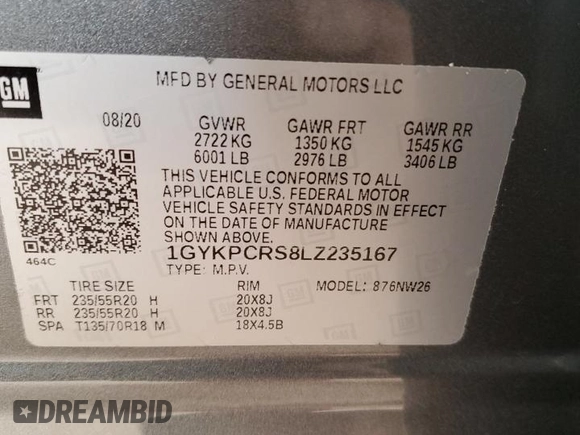 GM
MFD BY GENERAL MOTORS LLC
08/20 GVWR GAWR FRT GAWR RR
2722 KG 1350 KG 1545 KG
6001 LB 2976 LB 3406 LB
THIS VEHICLE CONFORMS TO ALL
APPLICABLE U.S. FEDERAL MOTOR
VEHICLE SAFETY STANDARDS IN EFFECT
ON THE DATE OF MANUFACTURE
SHOWN ABOVE
464C 1GYKPCRS8LZ235167
TYPE: M.P.V.
TIRE SIZE RIM MODEL: 876NW26
FRT 235/55R20 H 20X8J
RR 235/55R20 H 20X8J
SPA T135/70R18 M 18X4.5B
DREAMBID